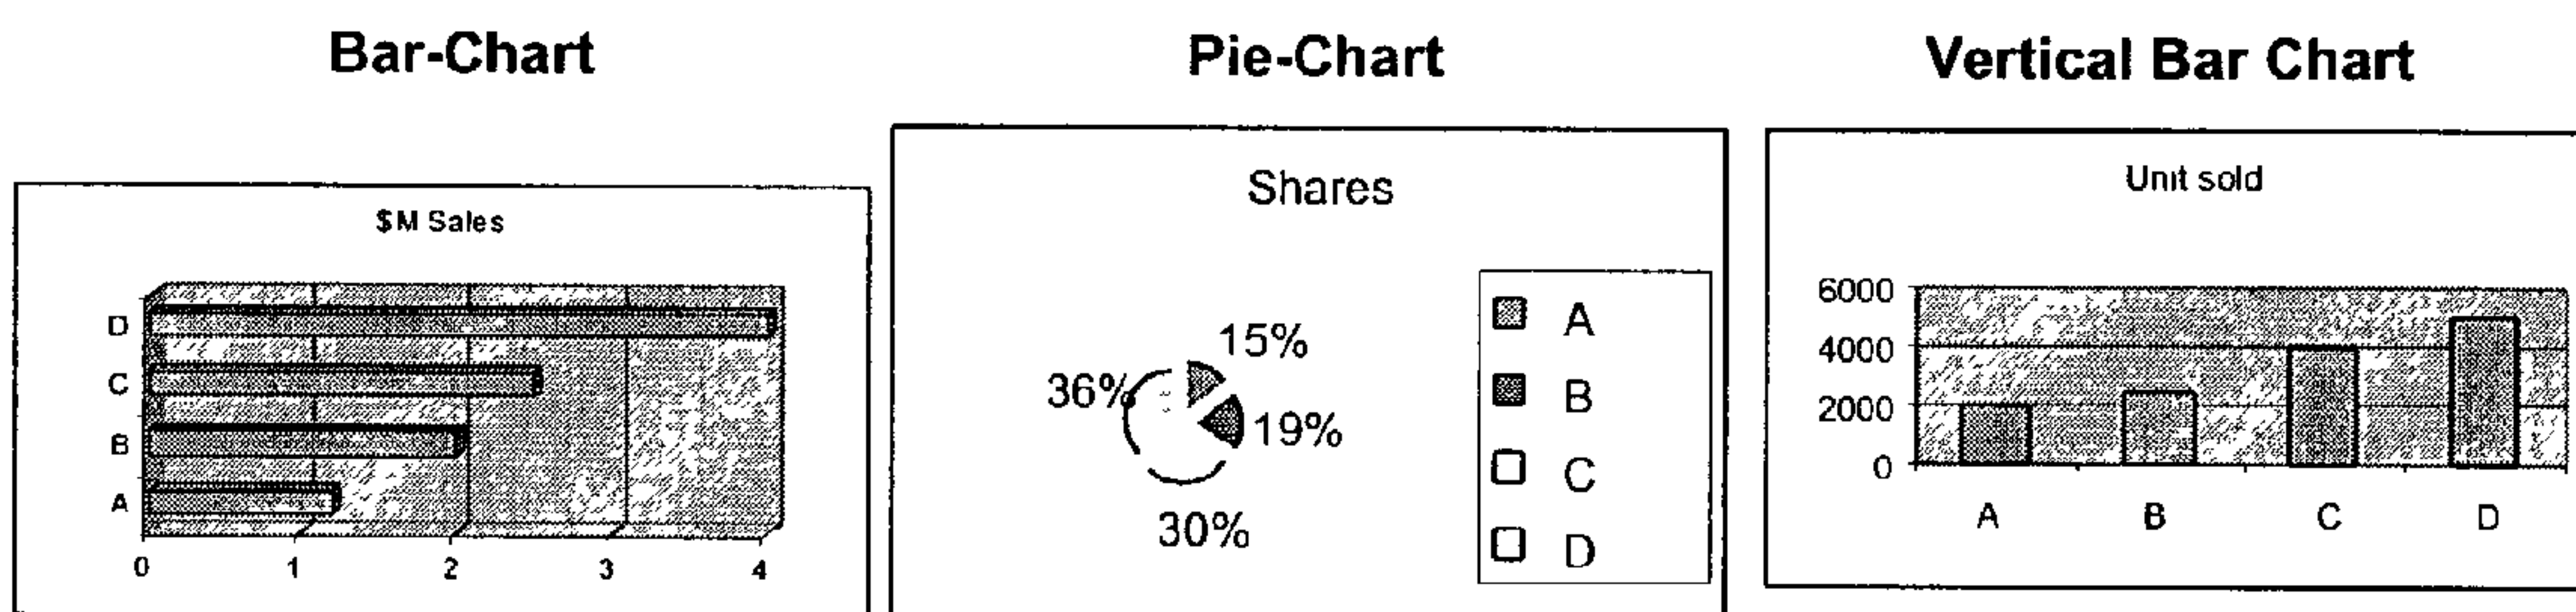 Bar-Chart
$M Sales
D
C
B
A
0 1 2 3 4
Pie-Chart
Shares
15%
36%
19%
30%
A
B
C
D
Vertical Bar Chart
Unit sold
6000
4000
2000
0
A B C D